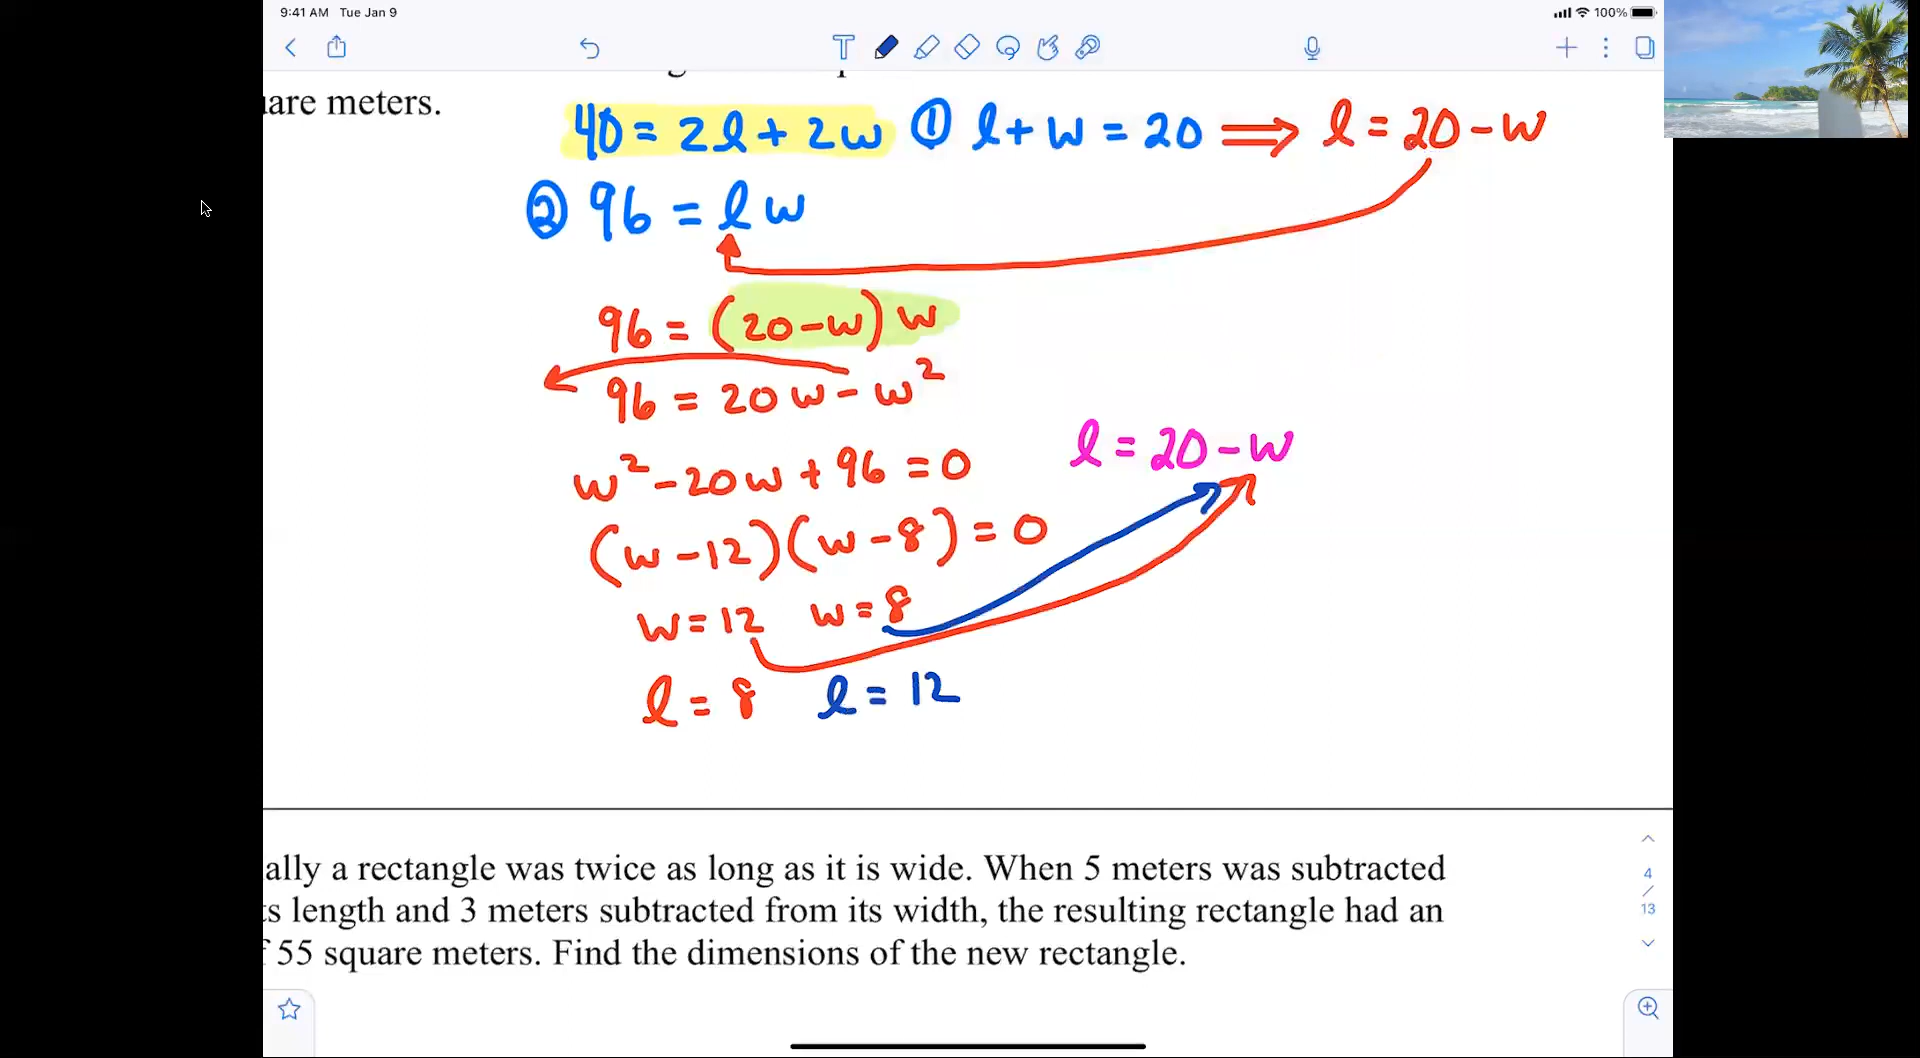 9:41 AM Tue Jan 9
100%
T
uare meters.
40 = 2l + 2w ① l + w = 20 ⟹ l = 20 - w
② 96 = l w
96 = (20 - w) w
96 = 20w - w²
w² - 20w + 96 = 0
l = 20 - w
(w - 12)(w - 8) = 0
w = 12 w = 8
l = 8 l = 12
ally a rectangle was twice as long as it is wide. When 5 meters was subtracted
ts length and 3 meters subtracted from its width, the resulting rectangle had an
f 55 square meters. Find the dimensions of the new rectangle.
4
/
13